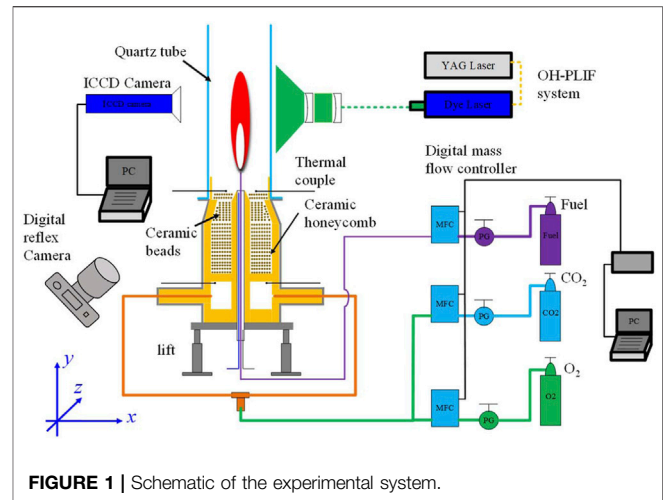 Quartz tube
ICCD Camera
ICCD camera
YAG Laser
OH-PLIF
system
Dye Laser
PC
Thermal
couple
Digital mass
flow controller
Ceramic
honeycomb
Fuel
MFC
PG
Fuel
Digital
reflex
Camera
Ceramic
beads
CO2
MFC
PG
CO2
PC
lift
O2
MFC
PG
O2
y
z
x
FIGURE 1 | Schematic of the experimental system.